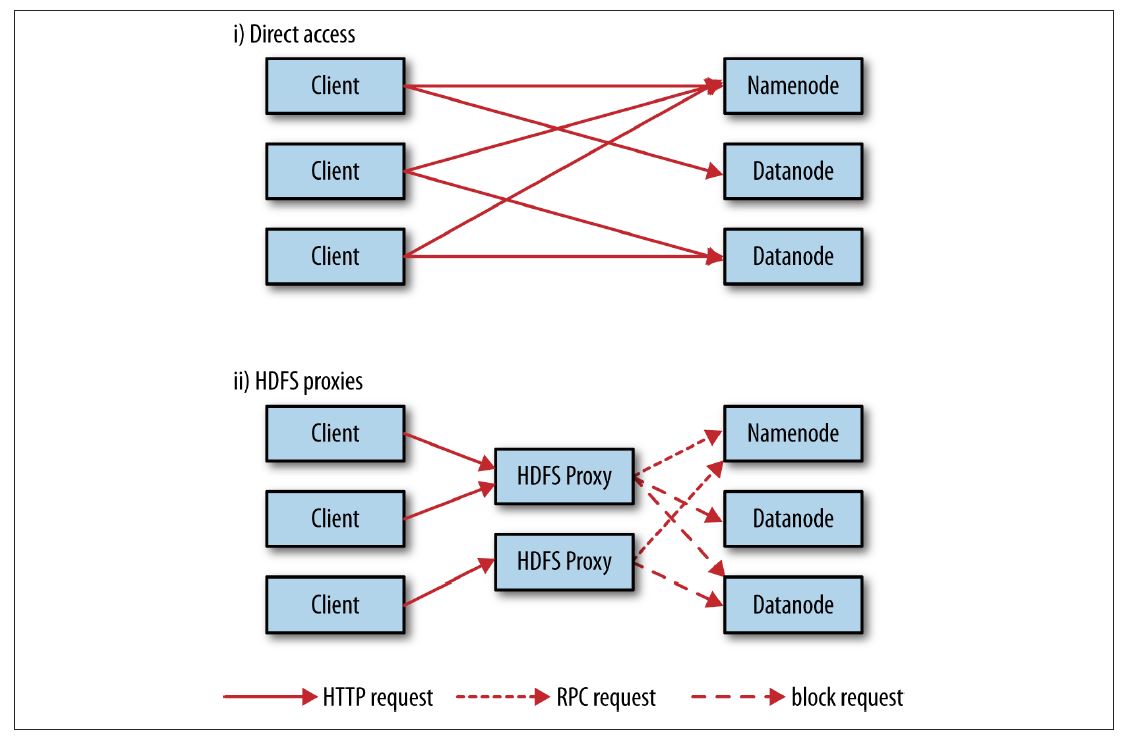 i) Direct access
Client
Namenode
Client
Datanode
Client
Datanode
ii) HDFS proxies
Client
Namenode
HDFS Proxy
Client
Datanode
HDFS Proxy
Client
Datanode
HTTP request
RPC request
block request